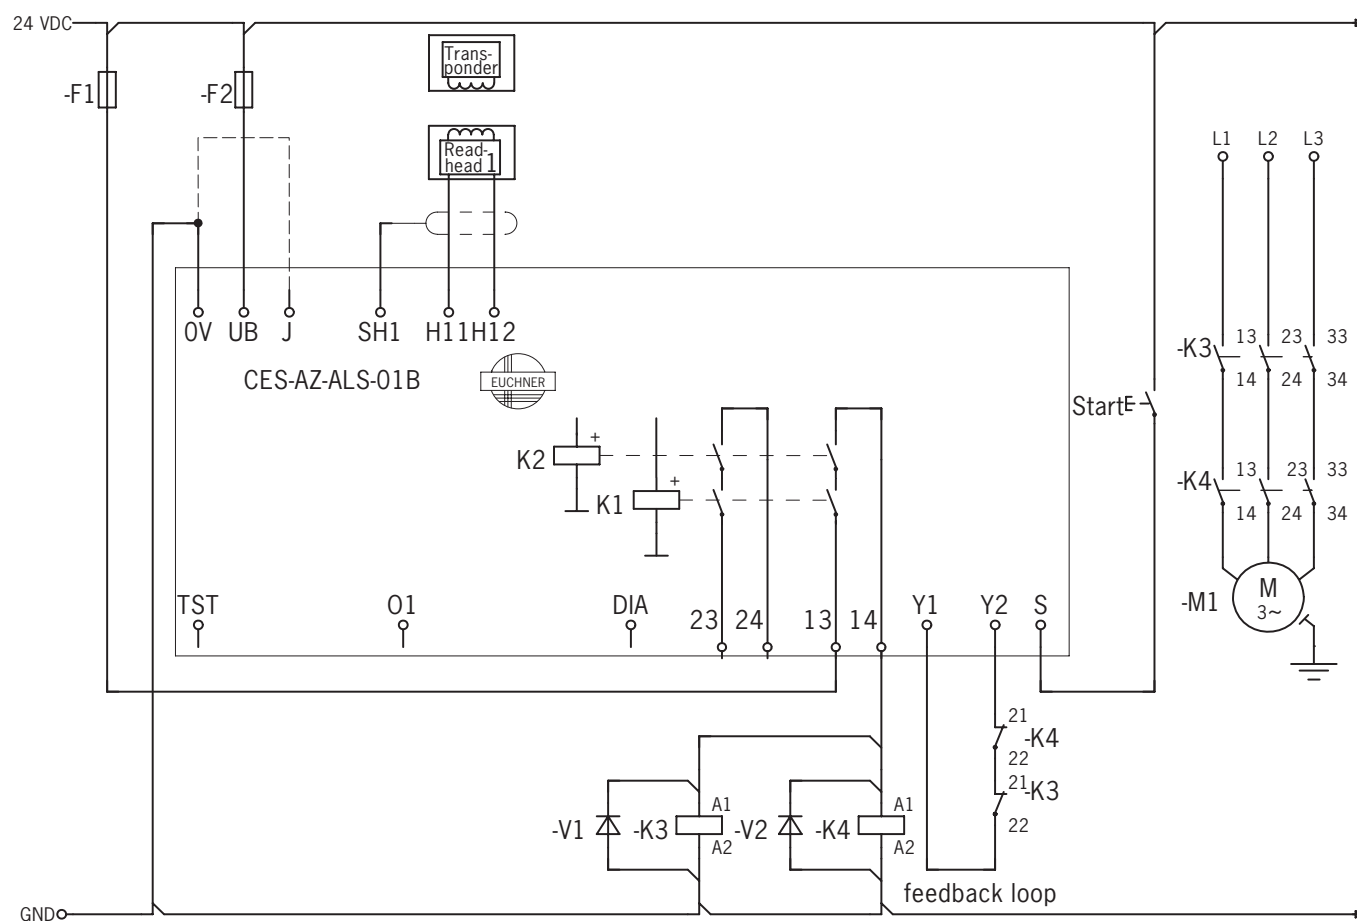 24 VDC
-F1
-F2
Trans-
ponder
Read-
head 1
L1 L2 L3
0V UB J SH1 H11 H12
CES-AZ-ALS-01B
EUCHNER
-K3 13 23 33
14 24 34
Start E
K2 +
K1 +
-K4 13 23 33
14 24 34
TST O1 DIA 23 24 13 14 Y1 Y2 S
-M1
M
3~
21
-K4
22
21
-K3
22
-V1 -K3 A1
A2
-V2 -K4 A1
A2
feedback loop
GND